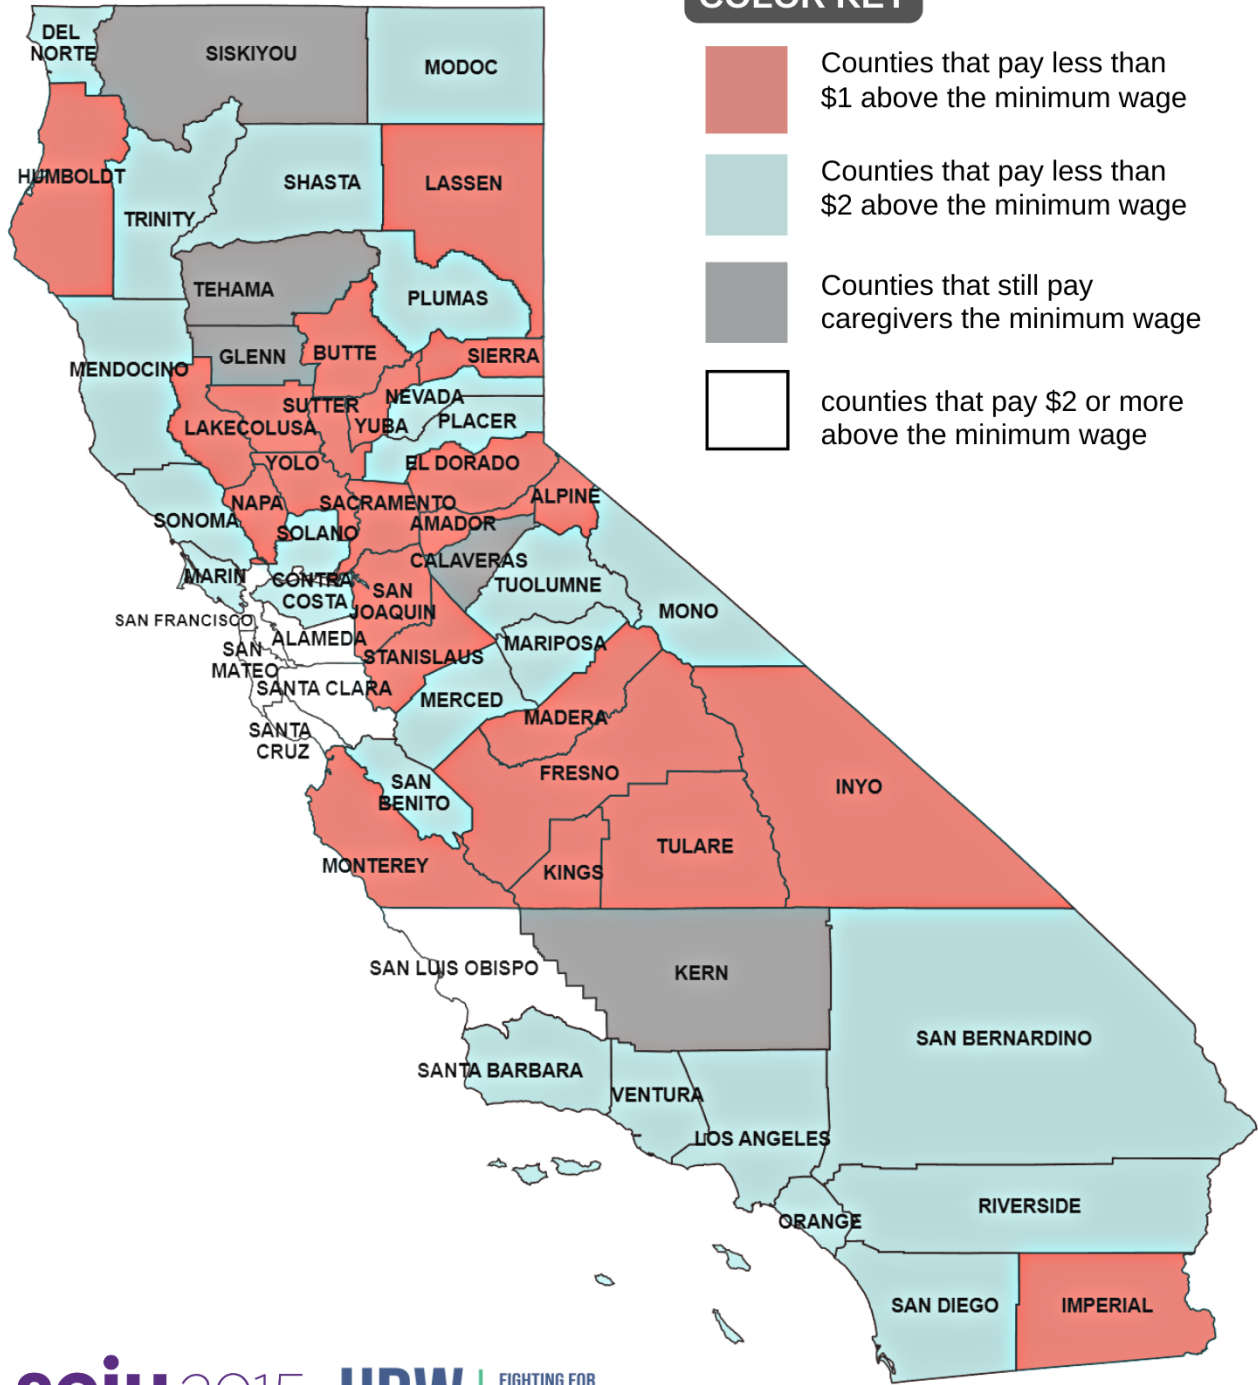 COLOR KEY
Counties that pay less than
$1 above the minimum wage
Counties that pay less than
$2 above the minimum wage
Counties that still pay
caregivers the minimum wage
counties that pay $2 or more
above the minimum wage
DEL
NORTE
SISKIYOU
MODOC
HUMBOLDT
TRINITY
SHASTA
LASSEN
TEHAMA
PLUMAS
GLENN
BUTTE
SIERRA
MENDOCINO
NEVADA
SUTTER
YUBA
PLACER
LAKE
COLUSA
YOLO
EL DORADO
NAPA
SACRAMENTO
ALPINE
SONOMA
SOLANO
AMADOR
CALAVERAS
MARIN
CONTRA
COSTA
SAN
JOAQUIN
TUOLUMNE
MONO
SAN FRANCISCO
ALAMEDA
MARIPOSA
SAN
MATEO
STANISLAUS
SANTA CLARA
MERCED
MADERA
SANTA
CRUZ
FRESNO
SAN
BENITO
INYO
MONTEREY
KINGS
TULARE
SAN LUIS OBISPO
KERN
SAN BERNARDINO
SANTA BARBARA
VENTURA
LOS ANGELES
RIVERSIDE
ORANGE
SAN DIEGO
IMPERIAL
seiu 2015
UDW
FIGHTING FOR